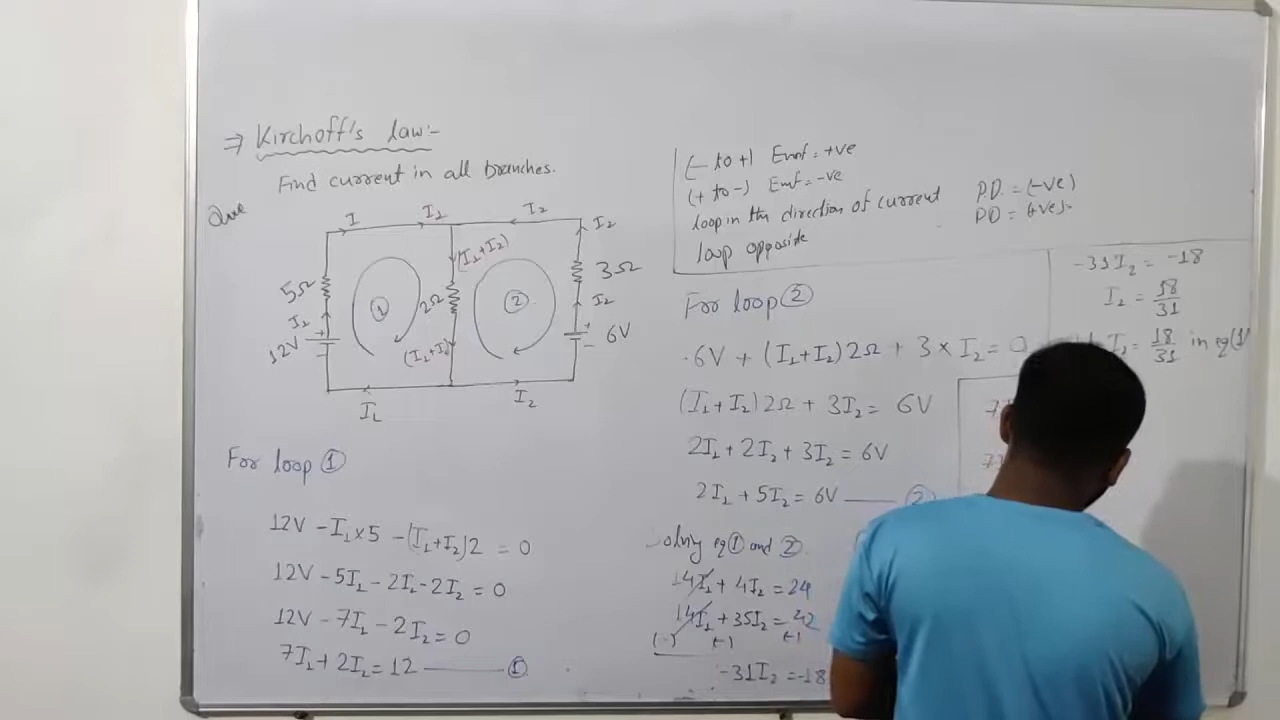 ⇒ Kirchoff's law:-
Find current in all branches.
Que
I I₂ I₂ I₂
(I₁+I₂)
5Ω 2Ω 3Ω
① ②
I₂ I₂
12V + − (I₁+I₂) + − 6V
I₁ I₂
For loop ①
12V − I₁×5 − (I₁+I₂)2 = 0
12V − 5I₁ − 2I₁ − 2I₂ = 0
12V − 7I₁ − 2I₂ = 0
7I₁ + 2I₂ = 12 ——— ①
(− to +) Emf = +ve
(+ to −) Emf = −ve
loop in the direction of current P.D. = (−ve)
loop opposite PD = (+ve)
For loop ②
-6V + (I₁+I₂)2Ω + 3×I₂ = 0
(I₁+I₂)2Ω + 3I₂ = 6V
2I₁ + 2I₂ + 3I₂ = 6V
2I₁ + 5I₂ = 6V ——— ②
Solving eq ① and ②
14I₁ + 4I₂ = 24
14I₁ + 35I₂ = 42
(-) (-) (-)
-31I₂ = -18
-31I₂ = -18
I₂ = 18/31
I₂ = 18/31 in eq (1)